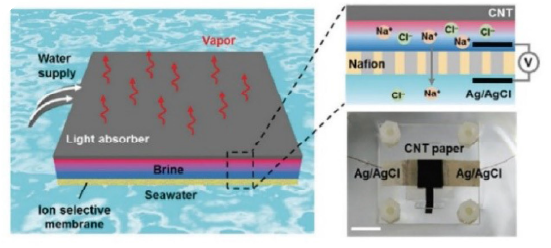 Water
supply
Vapor
Light absorber
Brine
Seawater
Ion selective
membrane
CNT
Na⁺
Cl⁻
Na⁺
Cl⁻
Na⁺
Cl⁻
Nafion
V
Cl⁻
Na⁺
Ag/AgCl
CNT paper
Ag/AgCl
Ag/AgCl